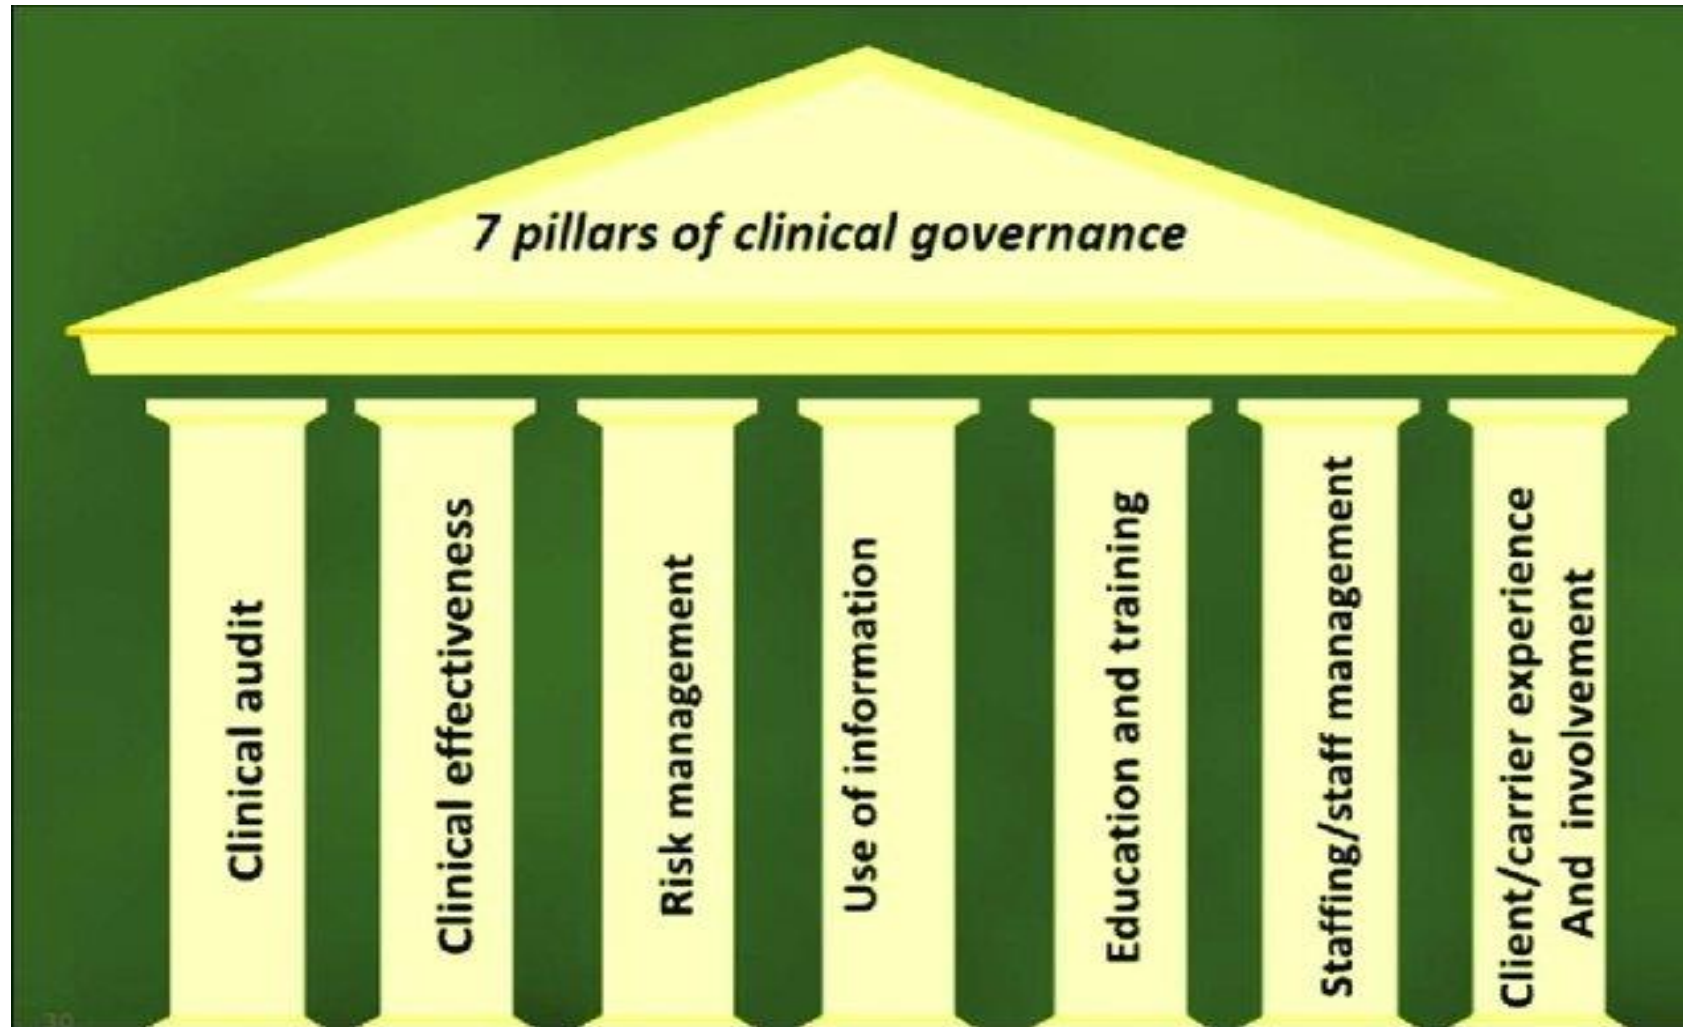 7 pillars of clinical governance
Clinical audit
Clinical effectiveness
Risk management
Use of information
Education and training
Staffing/staff management
Client/carrier experience
And involvement
30